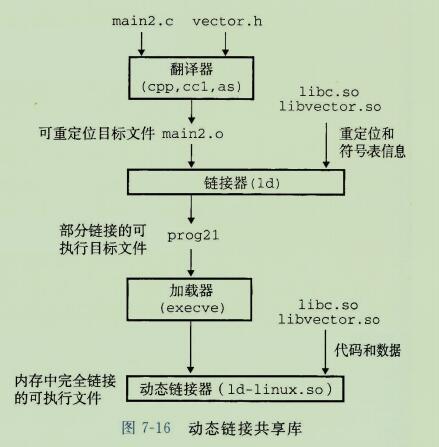 main2.c vector.h
翻译器
(cpp,cc1,as)
libc.so
libvector.so
可重定位目标文件 main2.o
重定位和
符号表信息
链接器(ld)
部分链接的可
执行目标文件
prog21
加载器
(execve)
libc.so
libvector.so
代码和数据
内存中完全链接
的可执行文件
动态链接器(ld-linux.so)
图 7-16 动态链接共享库